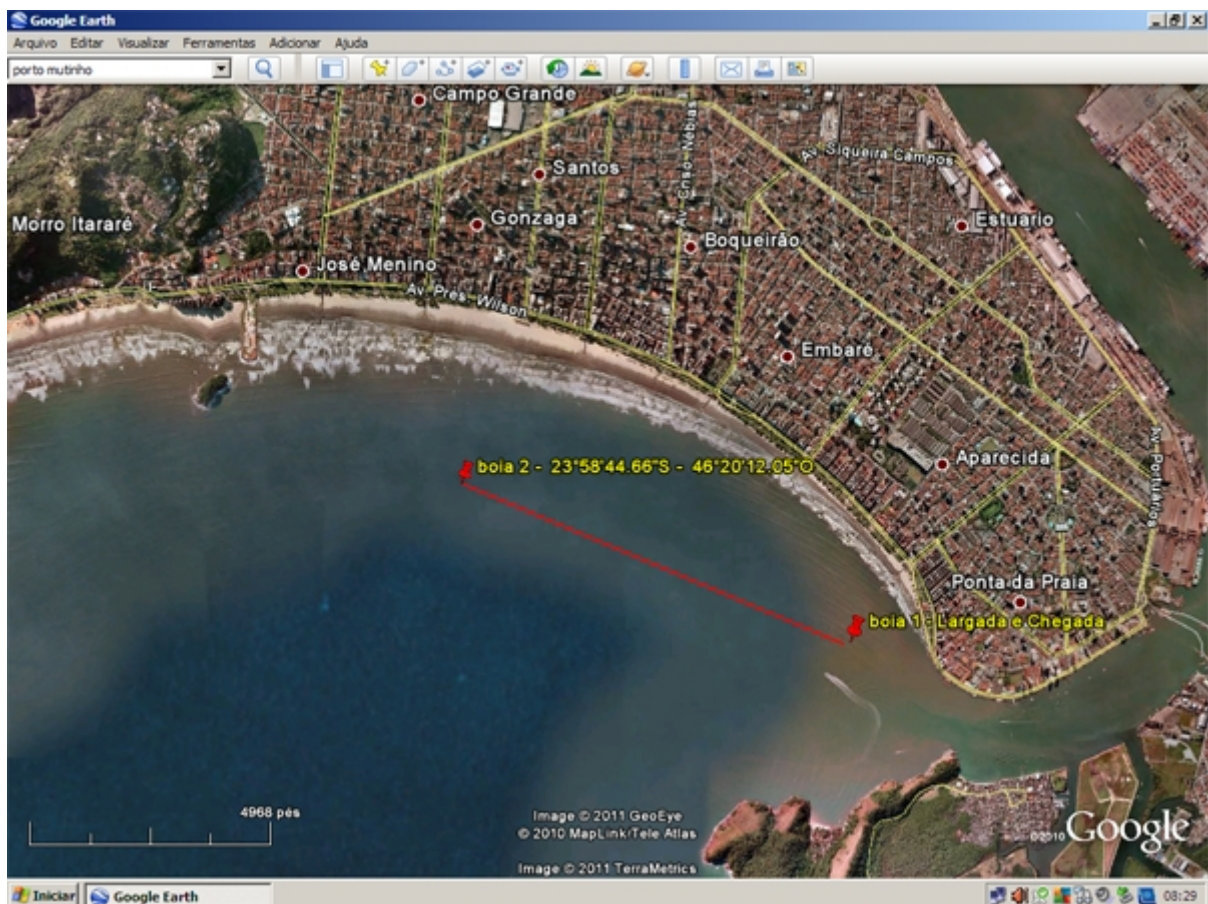 Google Earth
Arquivo Editar Visualizar Ferramentas Adicionar Ajuda
porto mutinho
Campo Grande
Av Siqueira Campos
Santos
Morro Itararé
Gonzaga
Estuario
Boqueirão
José Menino
Av Pres Wilson
Embaré
Av Portuários
Aparecida
boia 2 - 23°58'44.66"S - 46°20'12.05"O
Ponta da Praia
boia 1 - Largada e Chegada
4968 pés
Image © 2011 GeoEye
© 2010 MapLink/Tele Atlas
©2010 Google
Image © 2011 TerraMetrics
Iniciar
Google Earth
08:29